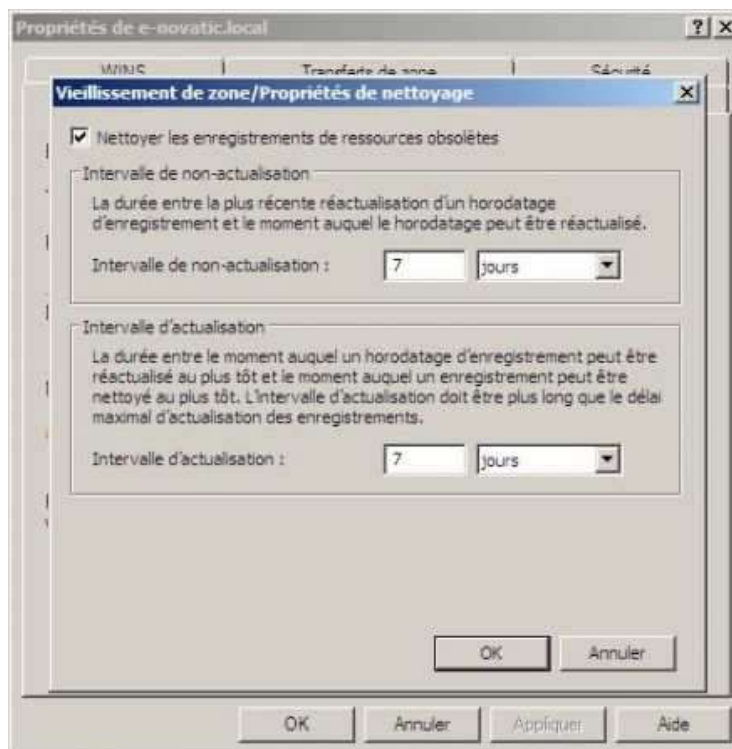 Propriétés de e-novatic.local
WINS Transferts de zone Sécurité
Vieillissement de zone/Propriétés de nettoyage
Nettoyer les enregistrements de ressources obsolètes
Intervalle de non-actualisation
La durée entre la plus récente réactualisation d'un horodatage
d'enregistrement et le moment auquel le horodatage peut être réactualisé.
Intervalle de non-actualisation : 7 jours
Intervalle d'actualisation
La durée entre le moment auquel un horodatage d'enregistrement peut être
réactualisé au plus tôt et le moment auquel un enregistrement peut être
nettoyé au plus tôt. L'intervalle d'actualisation doit être plus long que le délai
maximal d'actualisation des enregistrements.
Intervalle d'actualisation : 7 jours
OK Annuler
OK Annuler Appliquer Aide